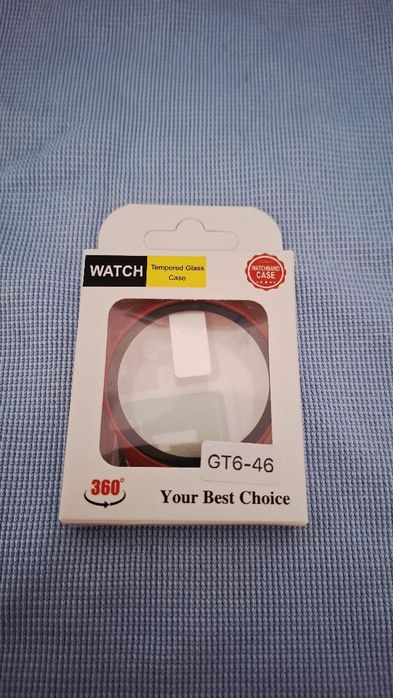 WATCH
Tempered Glass
Case
WATCHBAND
CASE
GT6-46
360°
Your Best Choice